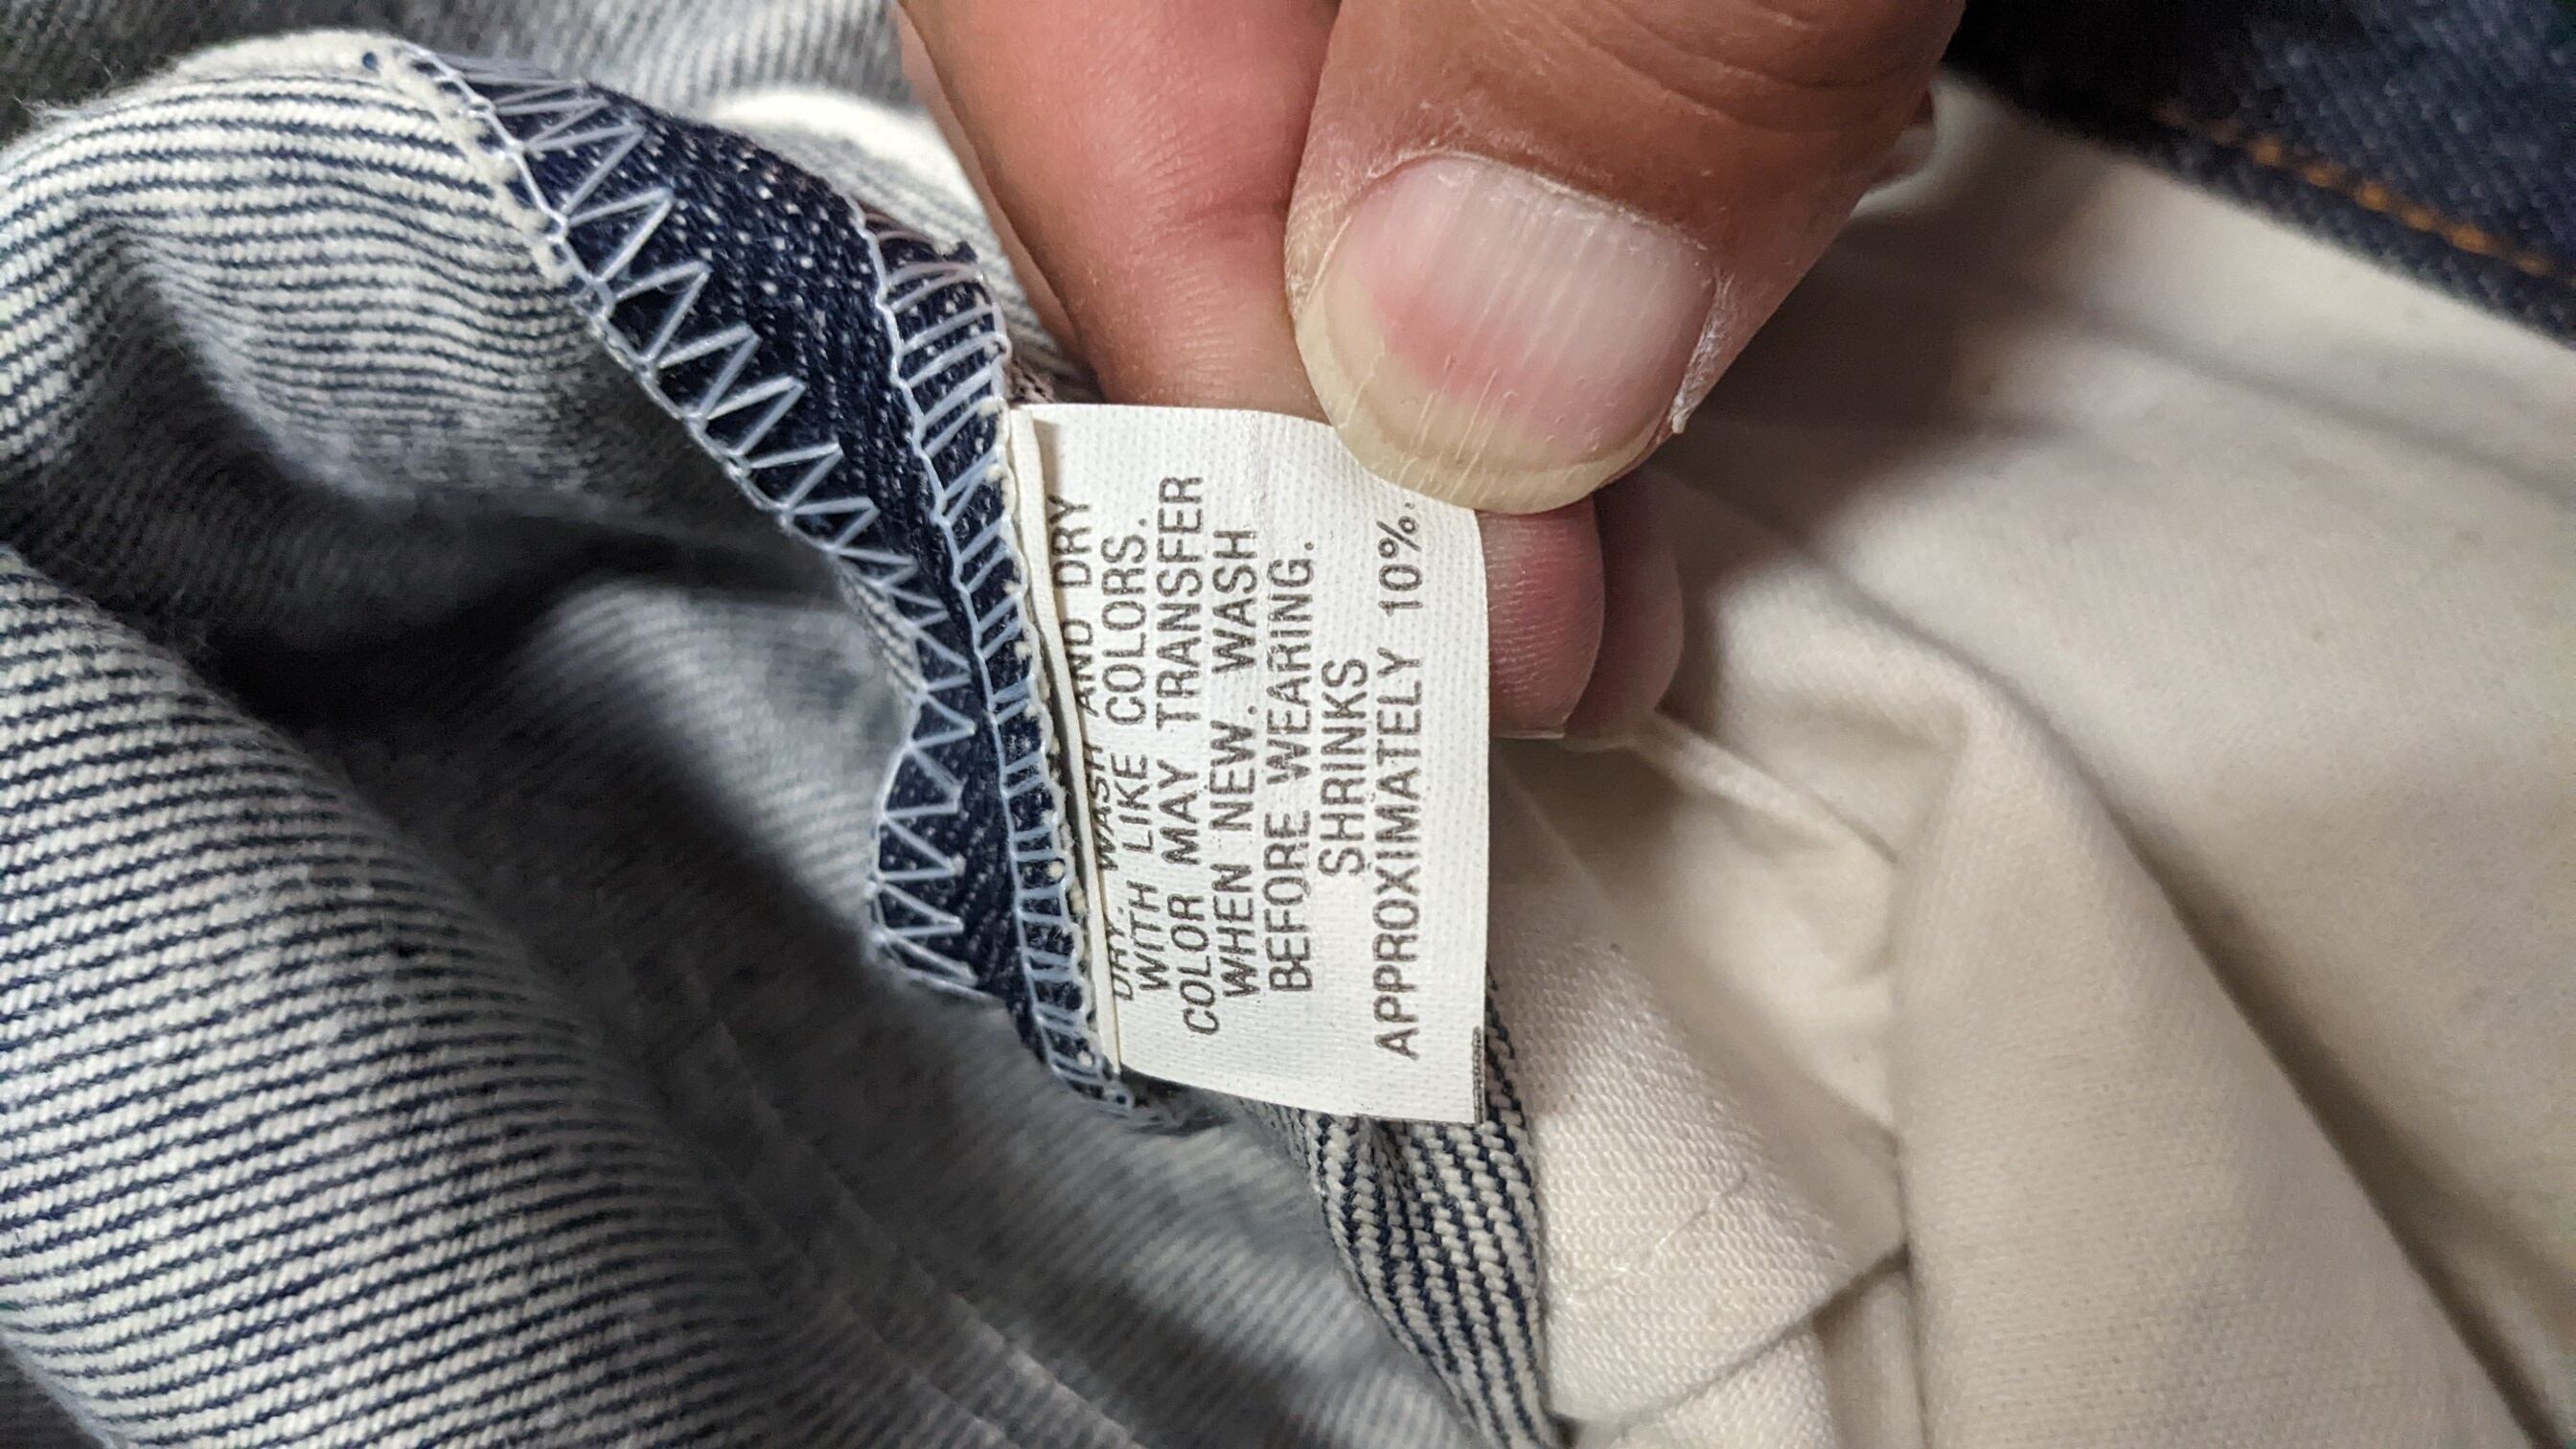 DRY. WASH AND DRY
WITH LIKE COLORS.
COLOR MAY TRANSFER
WHEN NEW. WASH
BEFORE WEARING.
SHRINKS
APPROXIMATELY 10%.